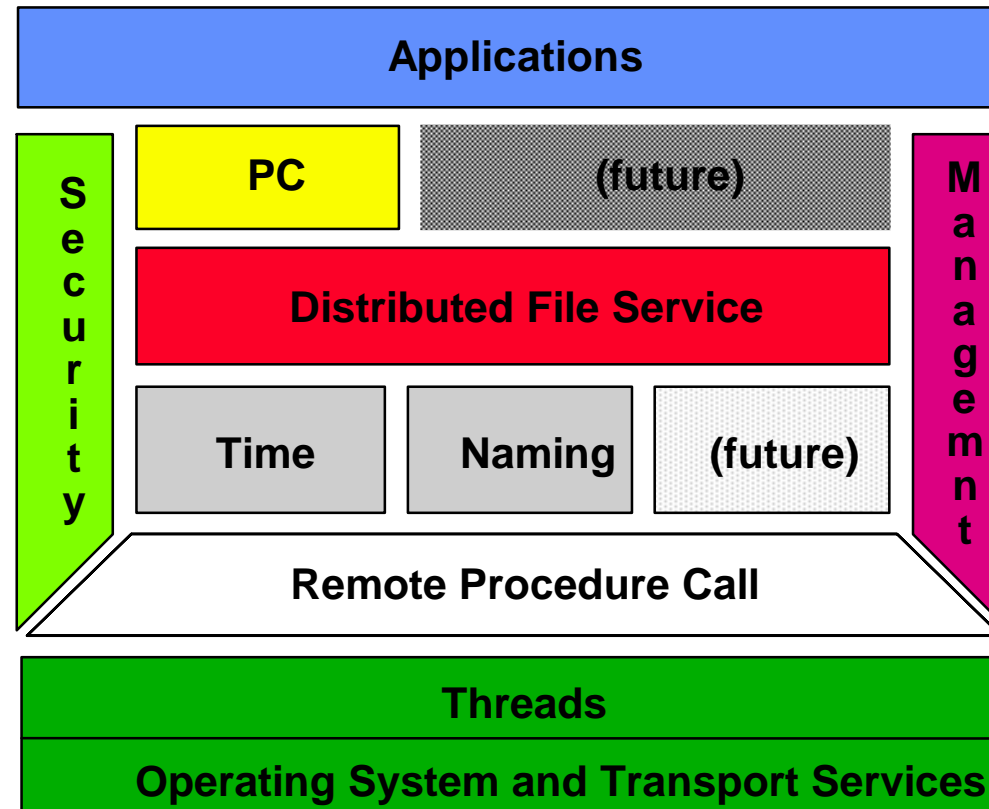 Applications
Security
PC
(future)
Managemnt
Distributed File Service
Time
Naming
(future)
Remote Procedure Call
Threads
Operating System and Transport Services